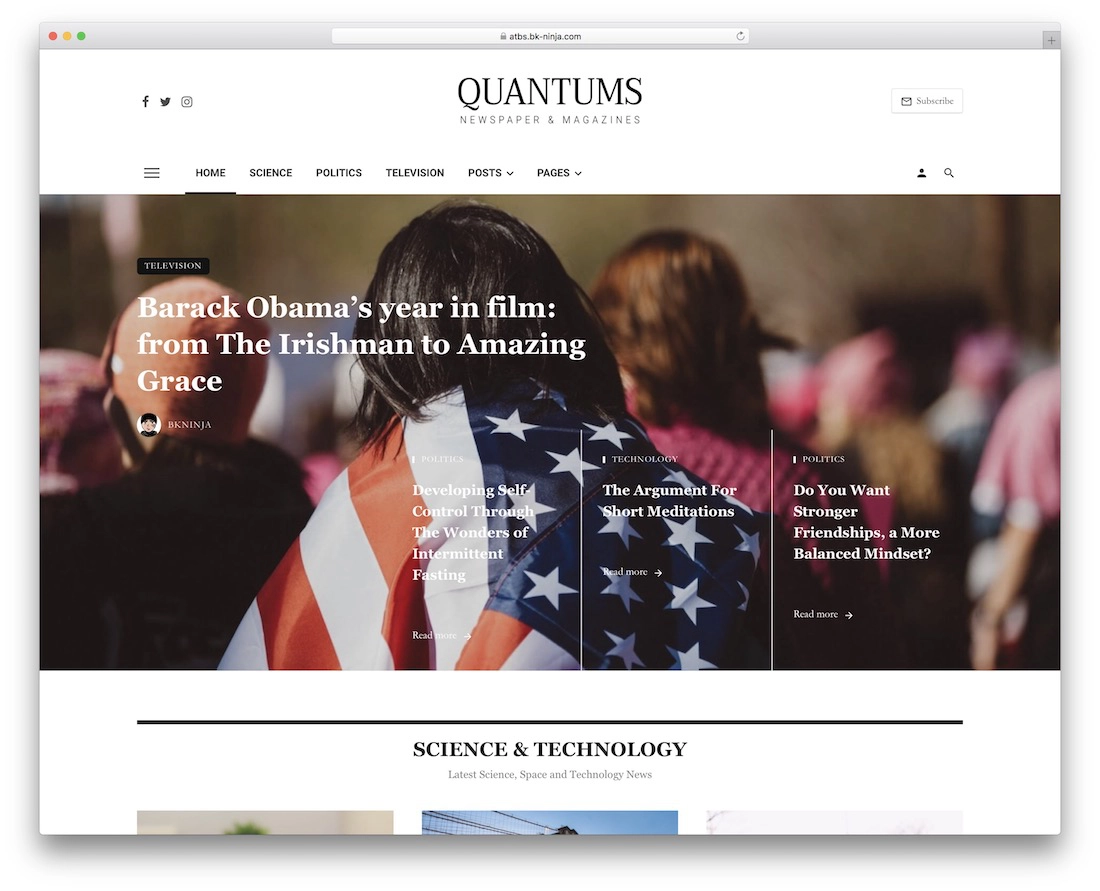 atbs.bk-ninja.com
QUANTUMS
NEWSPAPER & MAGAZINES
Subscribe
HOME
SCIENCE
POLITICS
TELEVISION
POSTS
PAGES
TELEVISION
Barack Obama’s year in film:
from The Irishman to Amazing
Grace
BKNINJA
POLITICS
Developing Self-
Control Through
The Wonders of
Intermittent
Fasting
Read more
TECHNOLOGY
The Argument For
Short Meditations
Read more
POLITICS
Do You Want
Stronger
Friendships, a More
Balanced Mindset?
Read more
SCIENCE & TECHNOLOGY
Latest Science, Space and Technology News